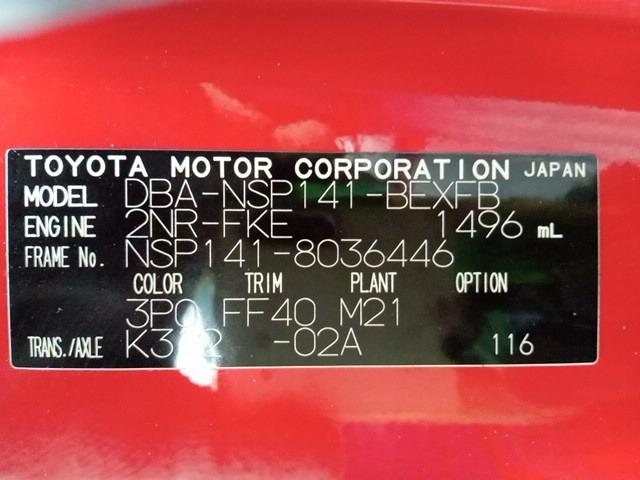 TOYOTA MOTOR CORPORATION JAPAN
MODEL DBA-NSP141-BEXFB
ENGINE 2NR-FKE 1496 mL
FRAME No. NSP141-8036446
COLOR TRIM PLANT OPTION
3P0 FF40 M21
TRANS./AXLE K312 -02A 116